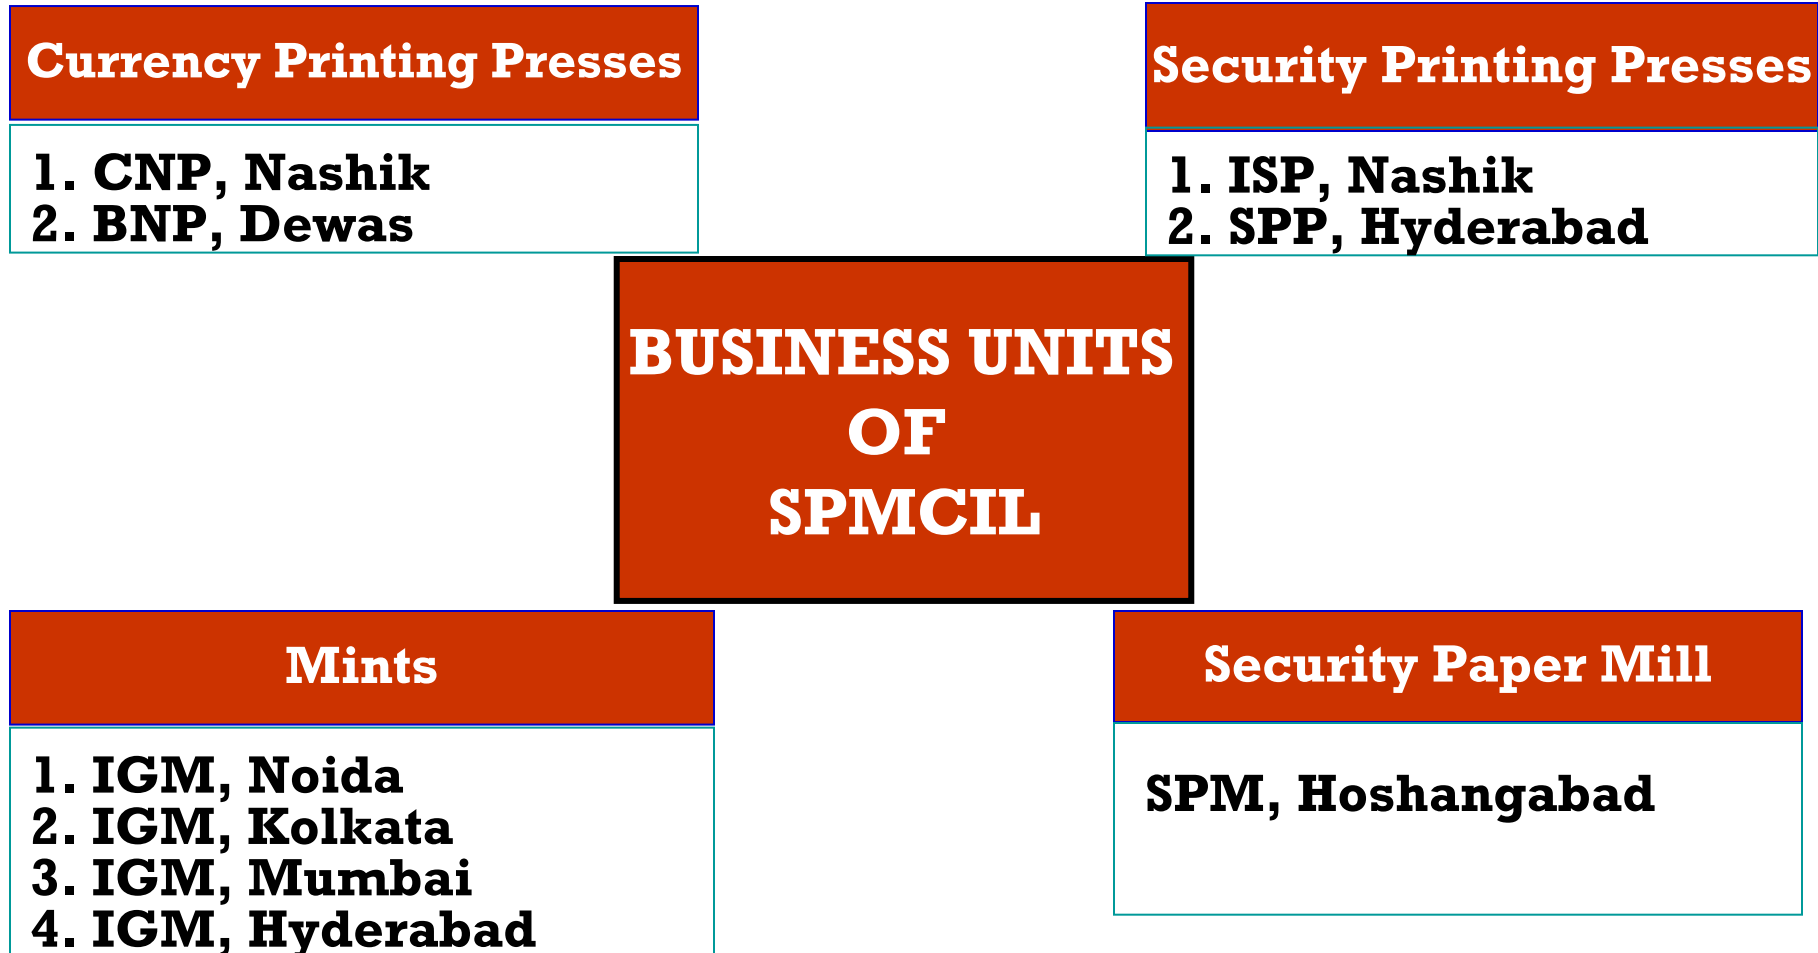 Currency Printing Presses
1. CNP, Nashik
2. BNP, Dewas
Security Printing Presses
1. ISP, Nashik
2. SPP, Hyderabad
BUSINESS UNITS
OF
SPMCIL
Mints
1. IGM, Noida
2. IGM, Kolkata
3. IGM, Mumbai
4. IGM, Hyderabad
Security Paper Mill
SPM, Hoshangabad